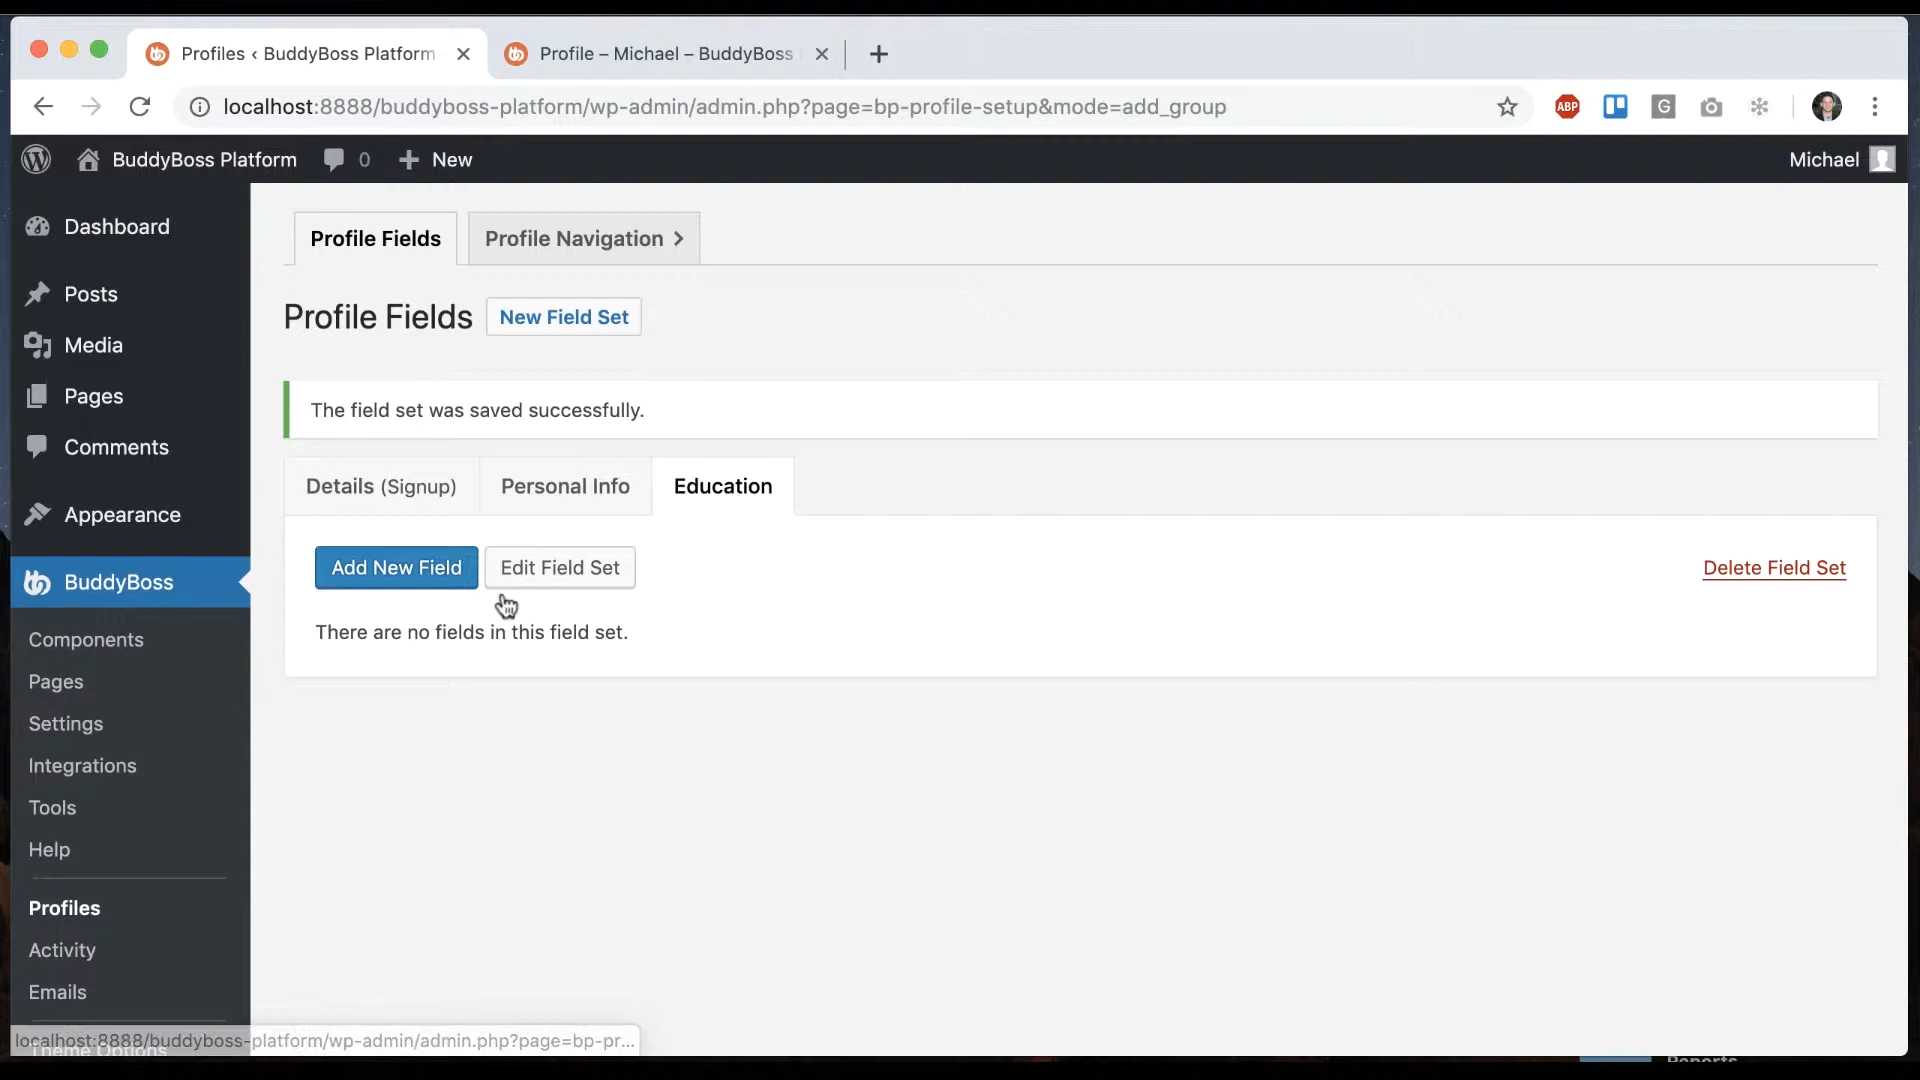 Profiles ‹ BuddyBoss Platform
Profile – Michael – BuddyBoss
localhost:8888/buddyboss-platform/wp-admin/admin.php?page=bp-profile-setup&mode=add_group
ABP
G
BuddyBoss Platform
0
New
Michael
Dashboard
Posts
Media
Pages
Comments
Appearance
BuddyBoss
Components
Pages
Settings
Integrations
Tools
Help
Profiles
Activity
Emails
Theme Options
Profile Fields
Profile Navigation
Profile Fields
New Field Set
The field set was saved successfully.
Details (Signup)
Personal Info
Education
Add New Field
Edit Field Set
Delete Field Set
There are no fields in this field set.
localhost:8888/buddyboss-platform/wp-admin/admin.php?page=bp-pr...
Reports